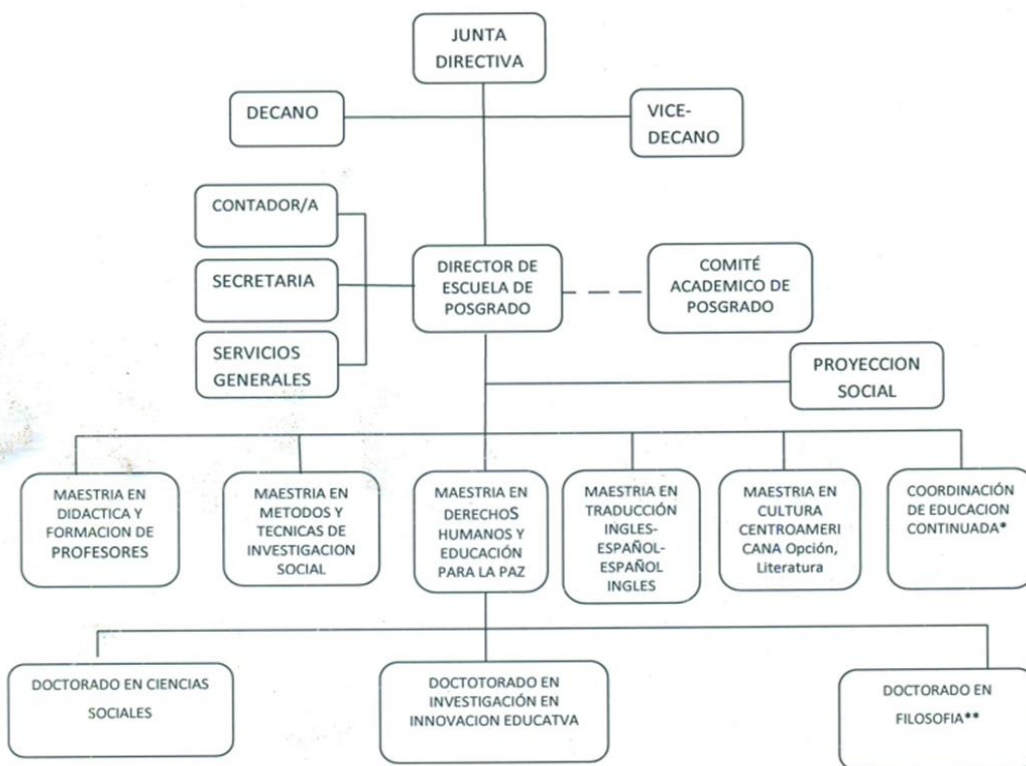 JUNTA
DIRECTIVA
DECANO
VICE-
DECANO
CONTADOR/A
SECRETARIA
SERVICIOS
GENERALES
DIRECTOR DE
ESCUELA DE
POSGRADO
COMITÉ
ACADEMICO DE
POSGRADO
PROYECCION
SOCIAL
MAESTRIA EN
DIDACTICA Y
FORMACION DE
PROFESORES
MAESTRIA EN
METODOS Y
TECNICAS DE
INVESTIGACION
SOCIAL
MAESTRIA EN
DERECHOS
HUMANOS Y
EDUCACIÓN
PARA LA PAZ
MAESTRIA EN
TRADUCCIÓN
INGLES-
ESPAÑOL-
ESPAÑOL
INGLES
MAESTRIA EN
CULTURA
CENTROAMERI
CANA Opción,
Literatura
COORDINACIÓN
DE EDUCACION
CONTINUADA*
DOCTORADO EN CIENCIAS
SOCIALES
DOCTOTORADO EN
INVESTIGACIÓN EN
INNOVACION EDUCATVA
DOCTORADO EN
FILOSOFIA**